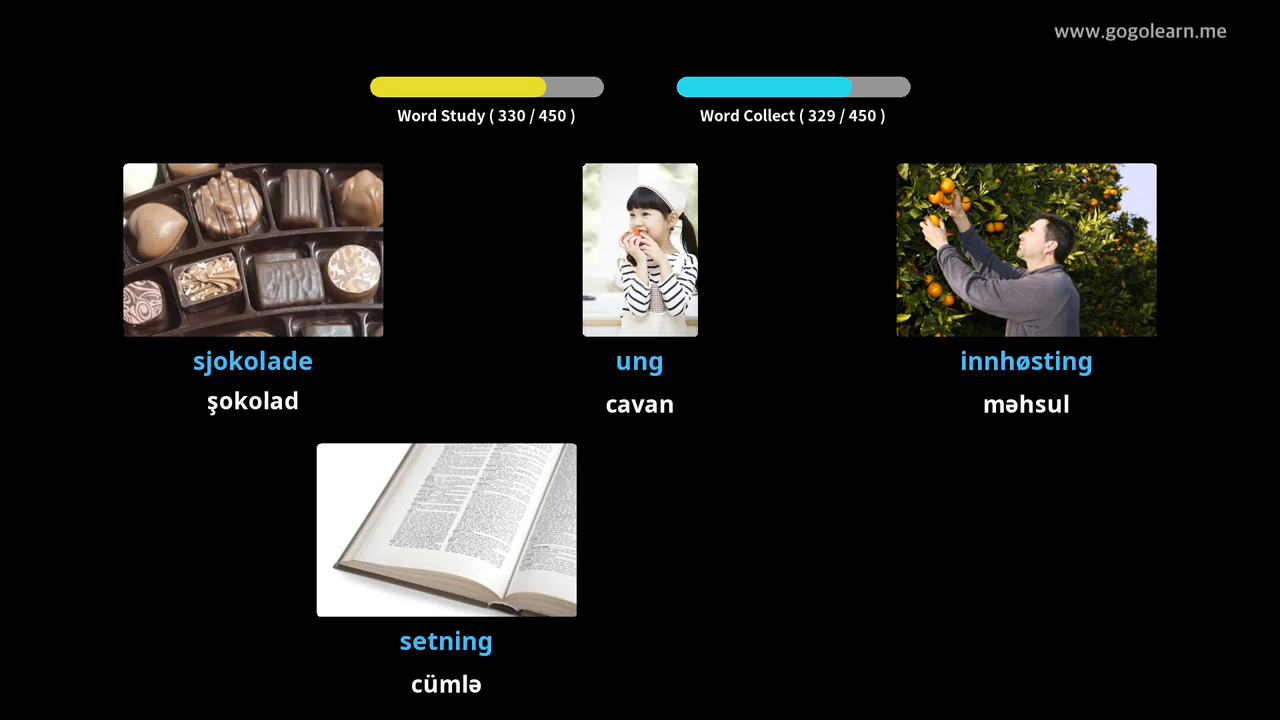 www.gogolearn.me
Word Study ( 330 / 450 )
Word Collect ( 329 / 450 )
sjokolade
şokolad
ung
cavan
innhøsting
məhsul
setning
cümlə